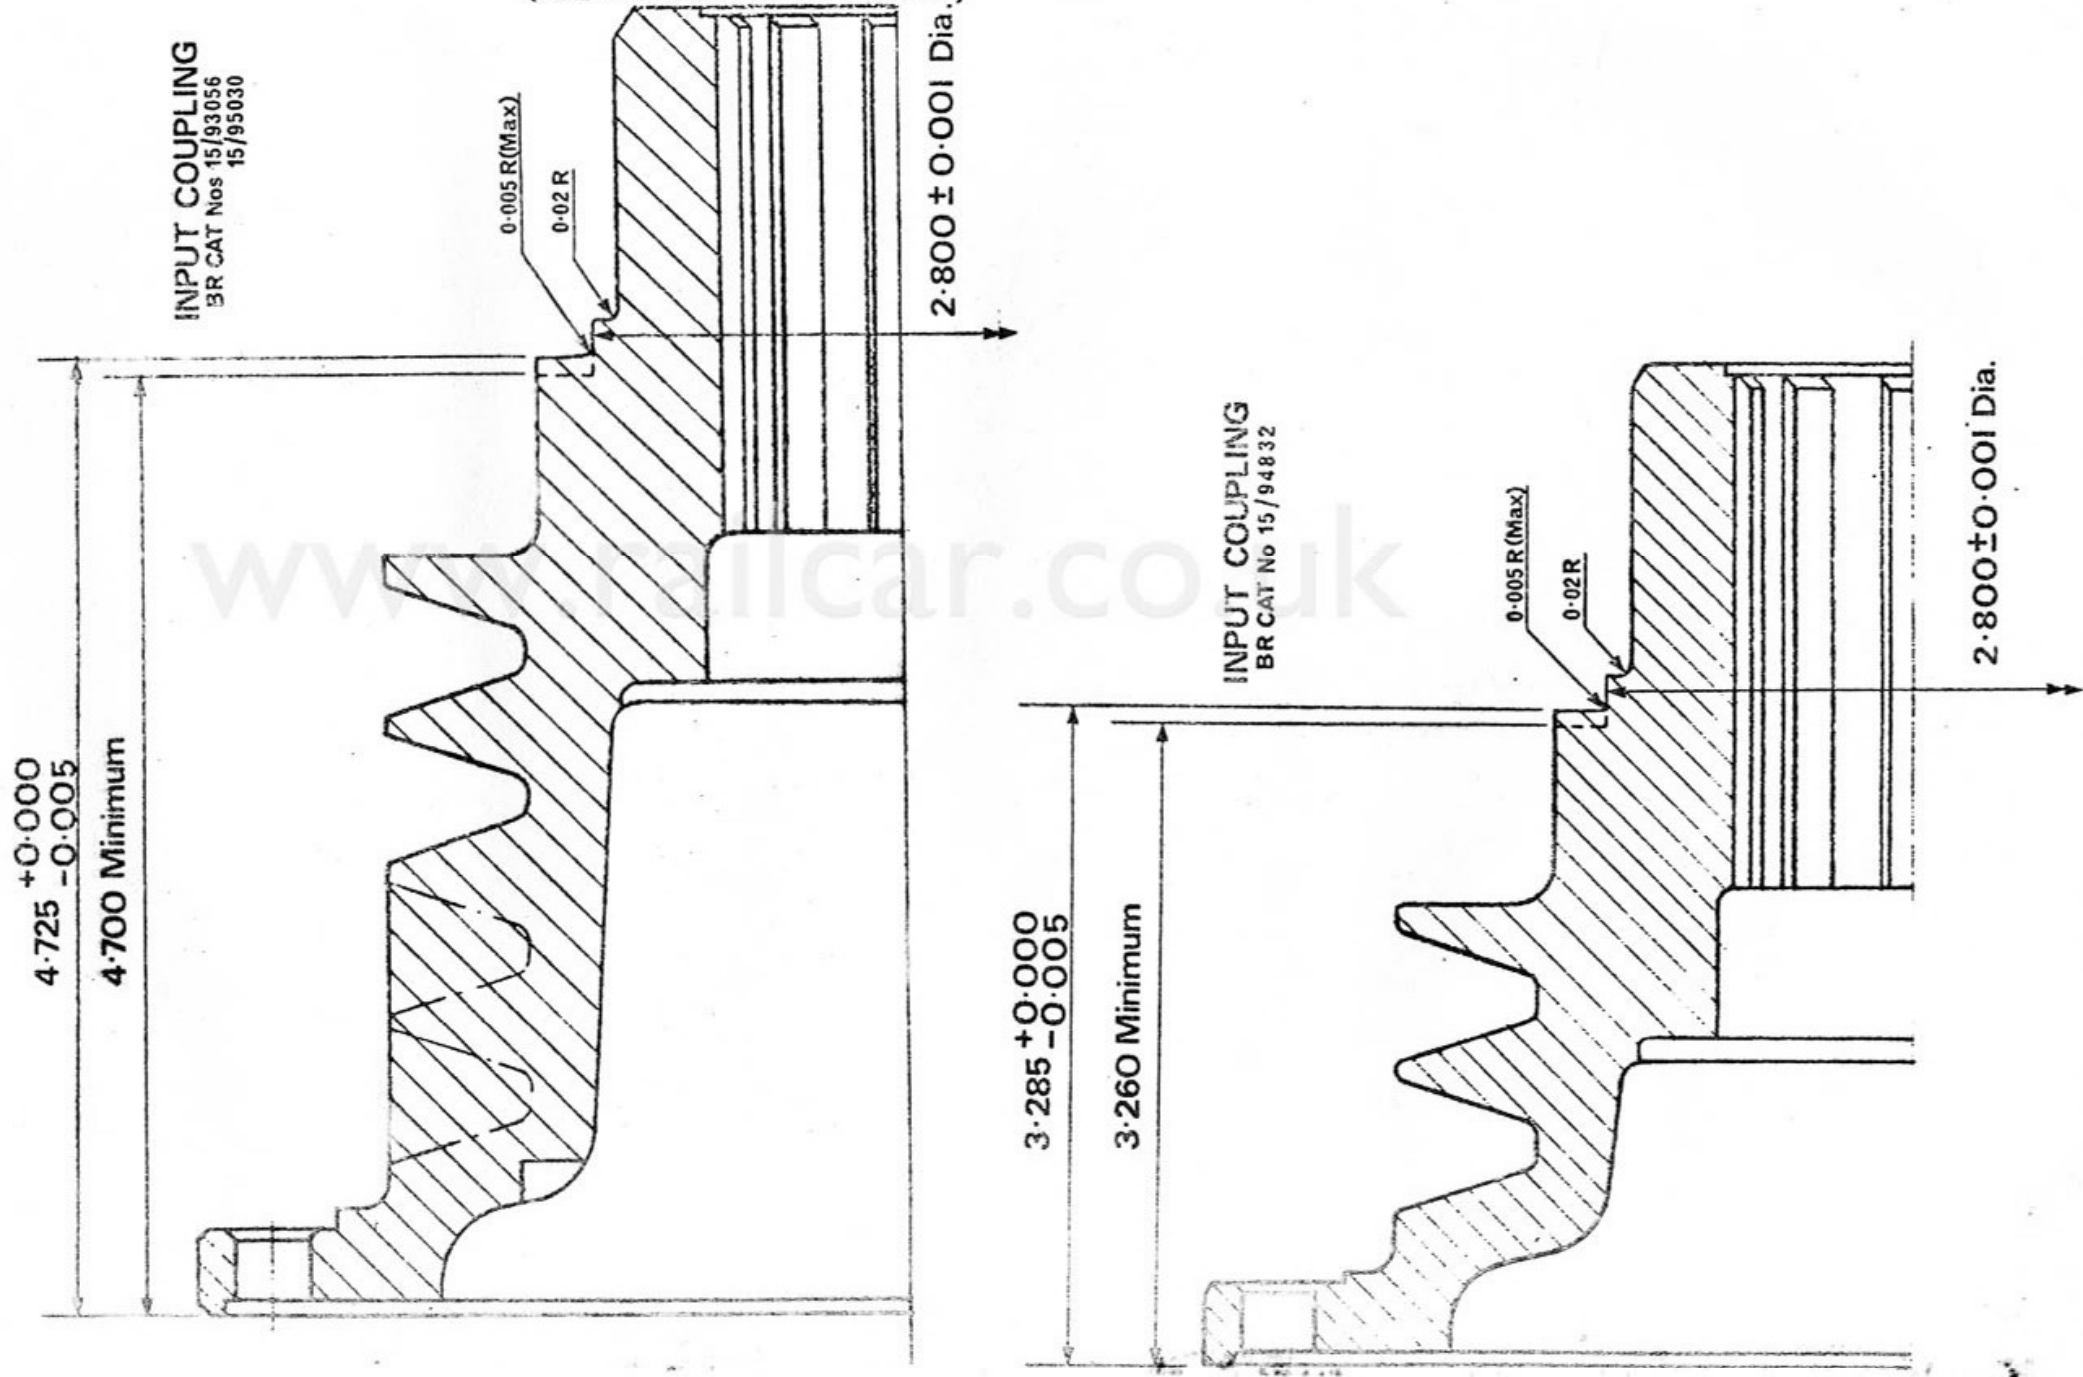 INPUT COUPLING
BR CAT Nos 15/93056
15/95030
0·005 R(Max)
0·02 R
2·800 ± 0·001 Dia.
4·725 +0·000
-0·005
4·700 Minimum
INPUT COUPLING
BR CAT No 15/94832
0·005 R(Max)
0·02 R
2·800 ± 0·001 Dia.
3·285 +0·000
-0·005
3·260 Minimum
www.railcar.co.uk